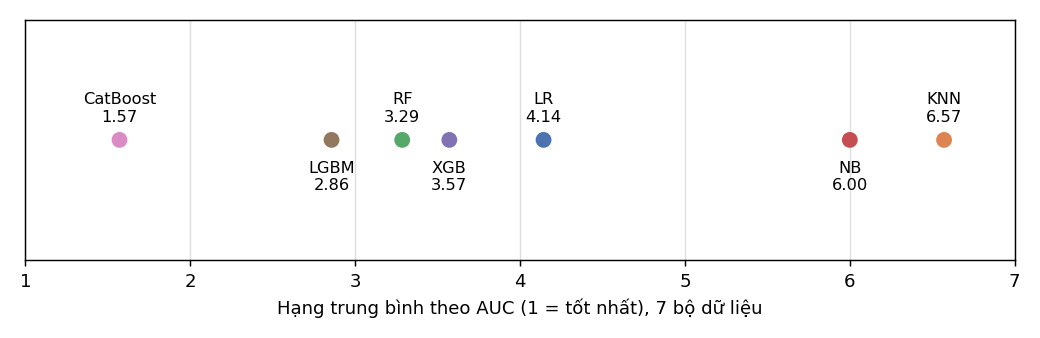 CatBoost
1.57
RF
3.29
LR
4.14
KNN
6.57
LGBM
2.86
XGB
3.57
NB
6.00
1 2 3 4 5 6 7
Hạng trung bình theo AUC (1 = tốt nhất), 7 bộ dữ liệu